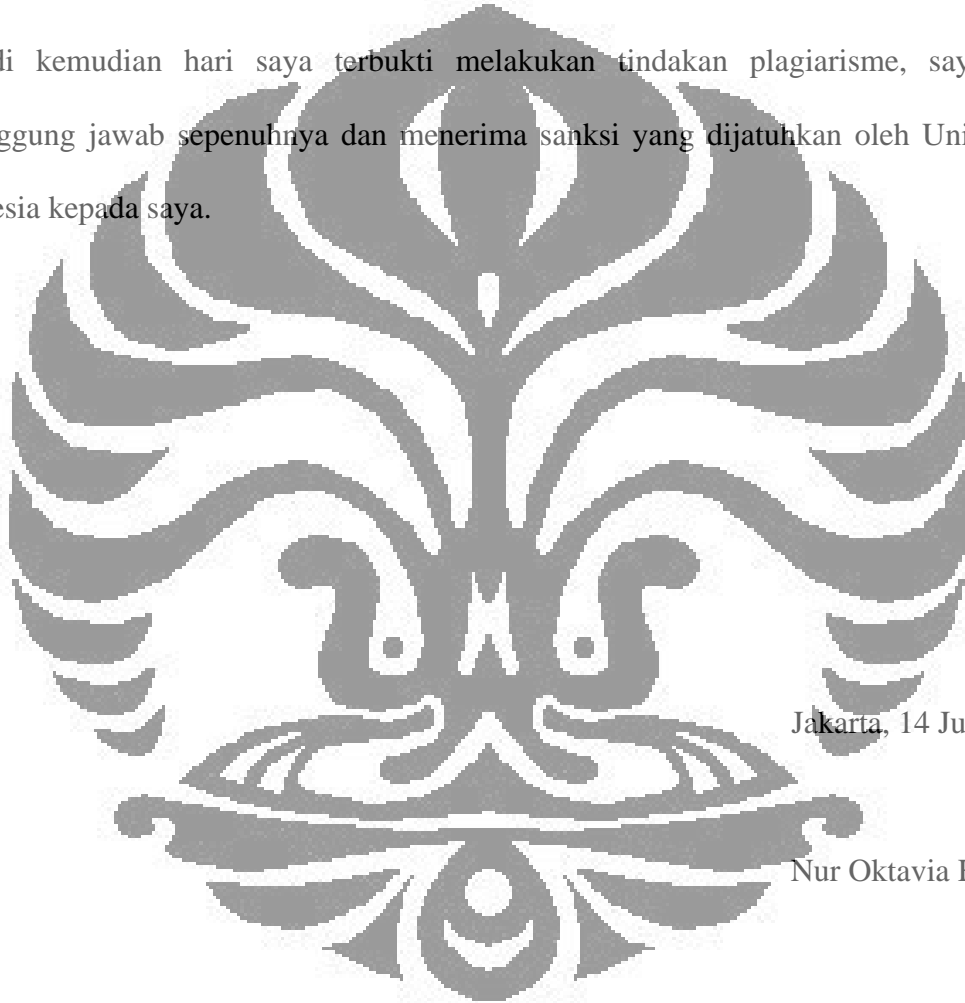 di kemudian hari saya terbukti melakukan tindakan plagiarisme, say
ggung jawab sepenuhnya dan menerima sanksi yang dijatuhkan oleh Uni
esia kepada saya.
Jakarta, 14 Ju
Nur Oktavia